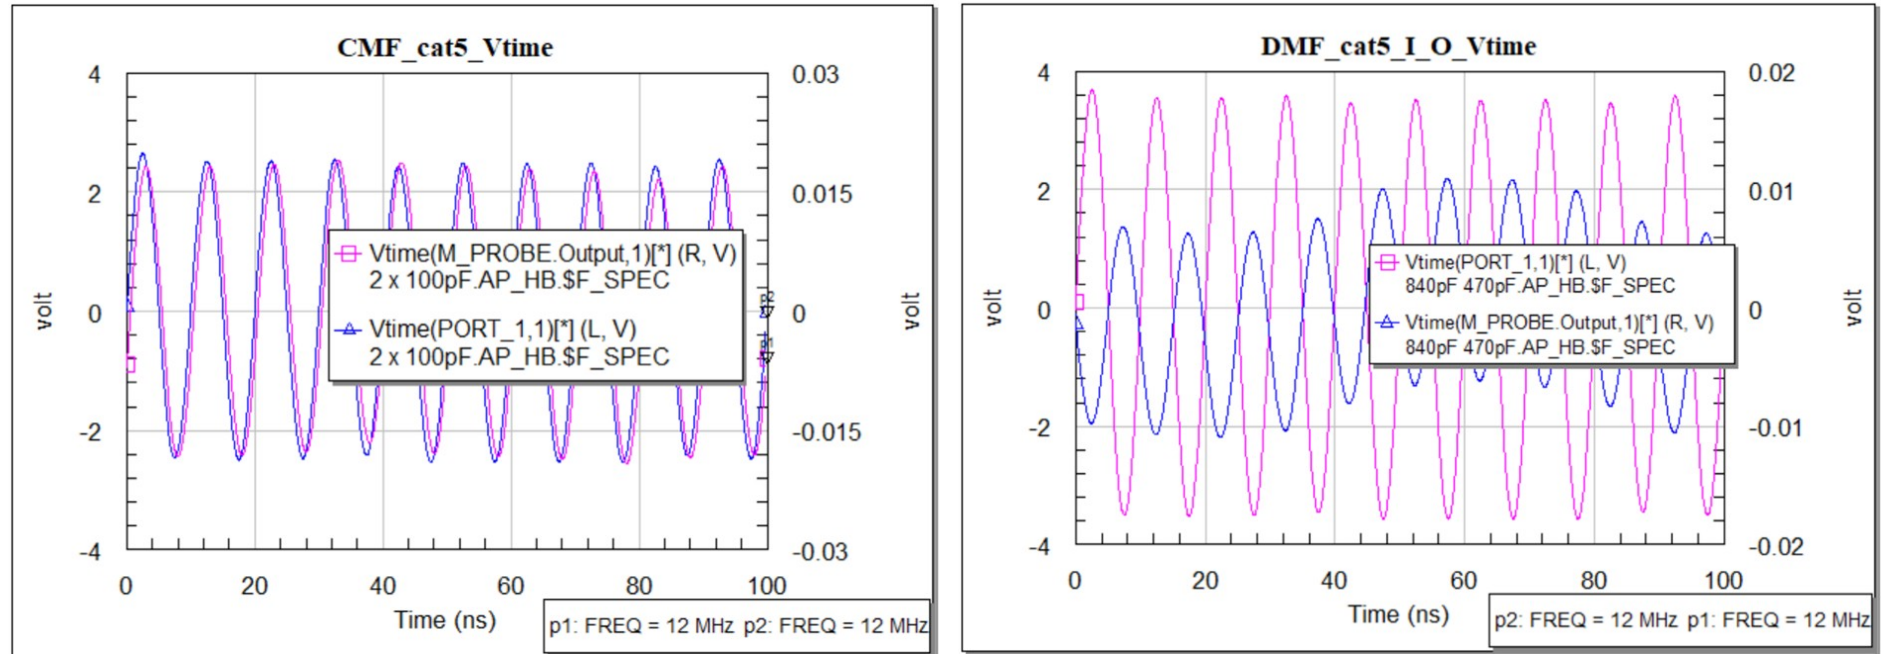 CMF_cat5_Vtime
4
2
0
-2
-4
volt
0.03
0.015
0
-0.015
-0.03
volt
Vtime(M_PROBE.Output,1)[*] (R, V)
2 x 100pF.AP_HB.$F_SPEC
Vtime(PORT_1,1)[*] (L, V)
2 x 100pF.AP_HB.$F_SPEC
p2
p1
0 20 40 60 80 100
Time (ns)
p1: FREQ = 12 MHz p2: FREQ = 12 MHz
DMF_cat5_I_O_Vtime
4
2
0
-2
-4
volt
0.02
0.01
0
-0.01
-0.02
volt
Vtime(PORT_1,1)[*] (L, V)
840pF 470pF.AP_HB.$F_SPEC
Vtime(M_PROBE.Output,1)[*] (R, V)
840pF 470pF.AP_HB.$F_SPEC
0 20 40 60 80 100
Time (ns)
p2: FREQ = 12 MHz p1: FREQ = 12 MHz